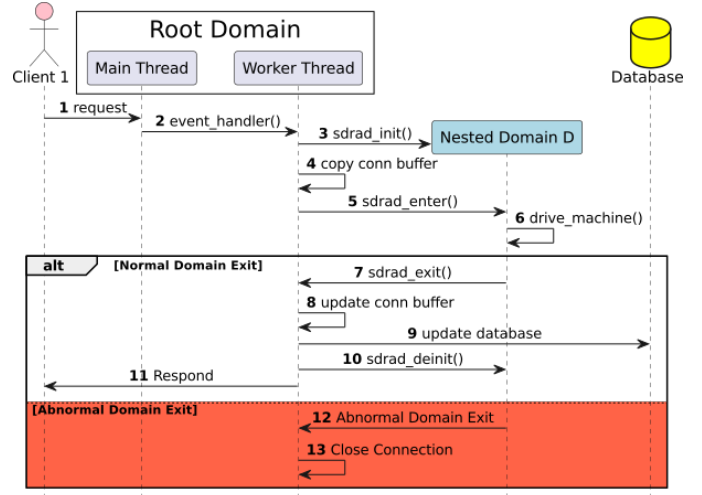 Root Domain
Client 1
Main Thread
Worker Thread
Database
1 request
2 event_handler()
3 sdrad_init()
Nested Domain D
4 copy conn buffer
5 sdrad_enter()
6 drive_machine()
alt
[Normal Domain Exit]
7 sdrad_exit()
8 update conn buffer
9 update database
10 sdrad_deinit()
11 Respond
[Abnormal Domain Exit]
12 Abnormal Domain Exit
13 Close Connection